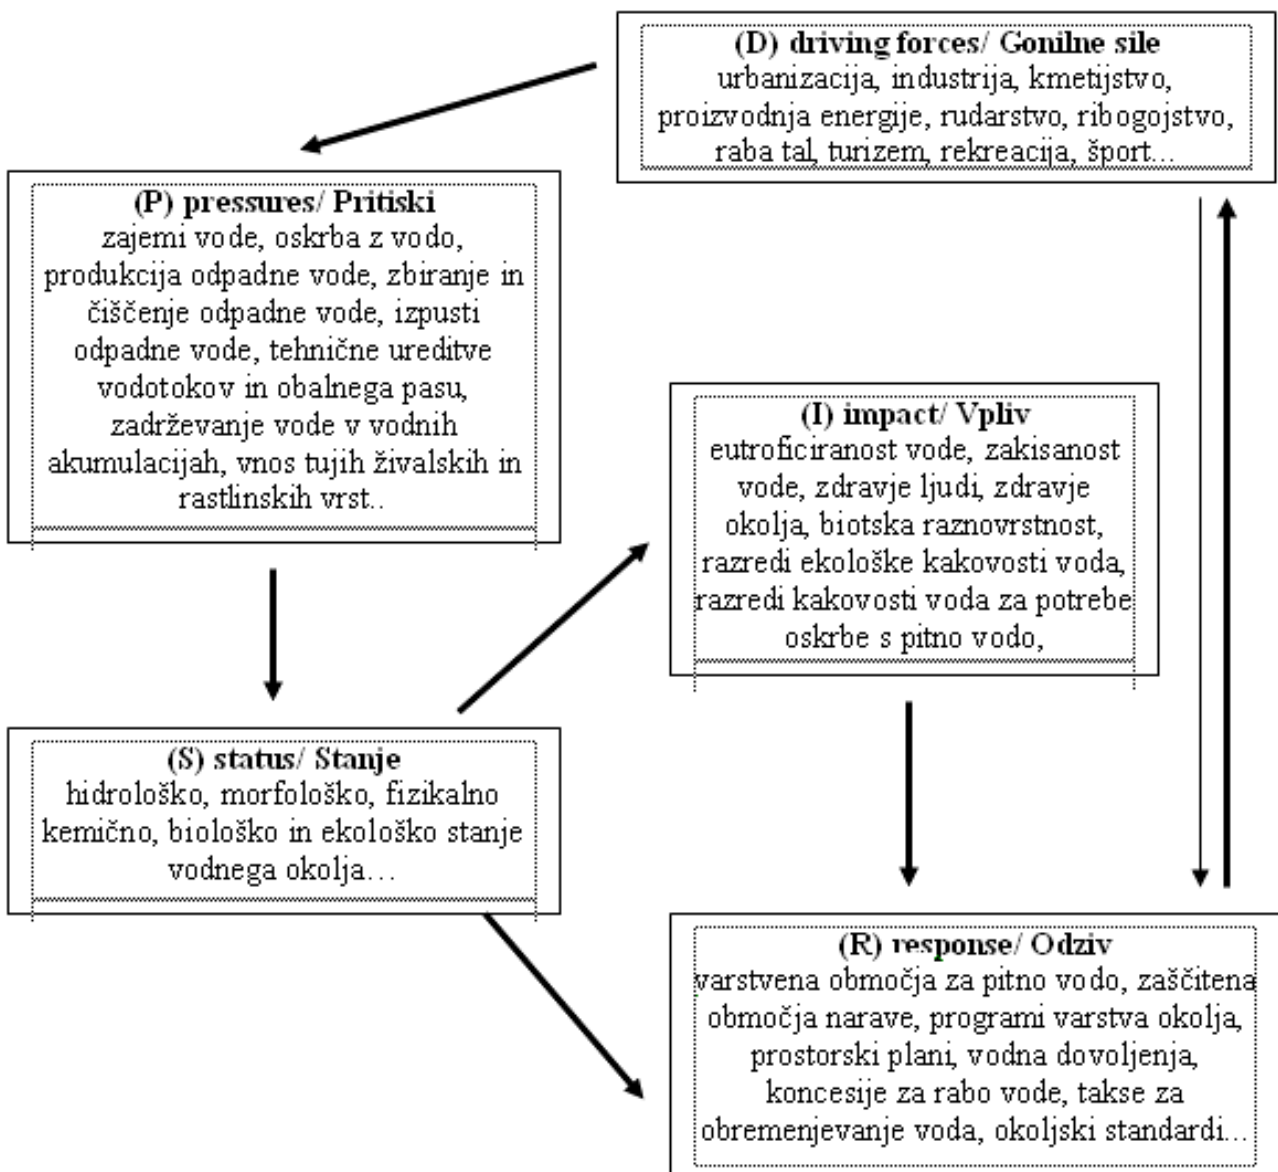 (D) driving forces/ Gonilne sile
urbanizacija, industrija, kmetijstvo,
proizvodnja energije, rudarstvo, ribogojstvo,
raba tal, turizem, rekreacija, šport...
(P) pressures/ Pritiski
zajemi vode, oskrba z vodo,
produkcija odpadne vode, zbiranje in
čiščenje odpadne vode, izpusti
odpadne vode, tehnične ureditve
vodotokov in obalnega pasu,
zadrževanje vode v vodnih
akumulacijah, vnos tujih živalskih in
rastlinskih vrst..
(I) impact/ Vpliv
eutroficiranost vode, zakisanost
vode, zdravje ljudi, zdravje
okolja, biotska raznovrstnost,
razredi ekološke kakovosti voda,
razredi kakovosti voda za potrebe
oskrbe s pitno vodo,
(S) status/ Stanje
hidrološko, morfološko, fizikalno
kemično, biološko in ekološko stanje
vodnega okolja...
(R) response/ Odziv
varstvena območja za pitno vodo, zaščitena
območja narave, programi varstva okolja,
prostorski plani, vodna dovoljenja,
koncesije za rabo vode, takse za
obremenjevanje voda, okoljski standardi...